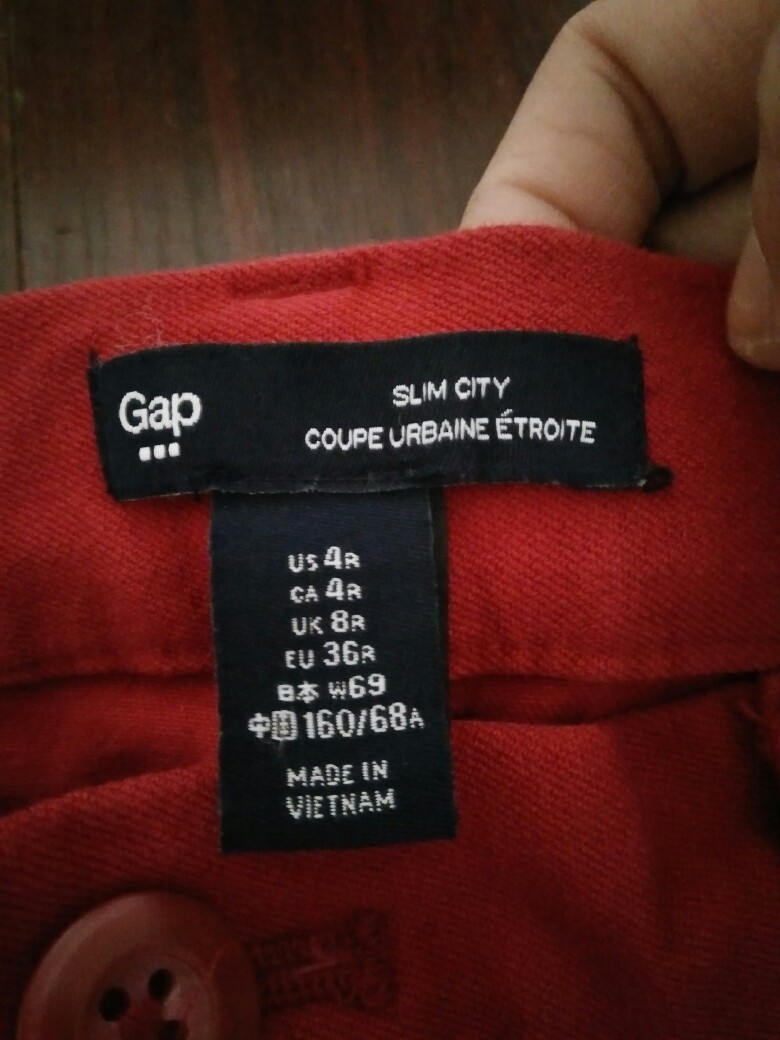 Gap
SLIM CITY
COUPE URBAINE ÉTROITE
US 4R
CA 4R
UK 8R
EU 36R
日本 W69
中国 160/68A
MADE IN
VIETNAM